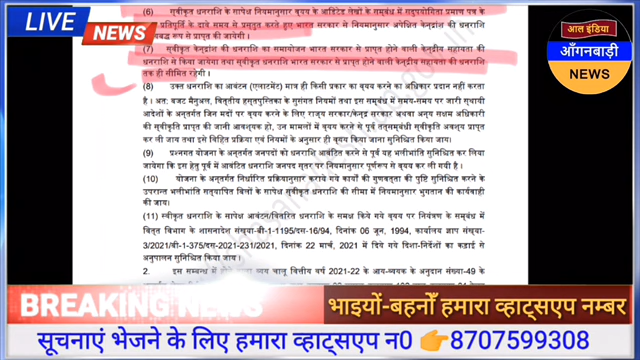 LIVE NEWS
आल इंडिया
आँगनबाड़ी
NEWS
(6) स्वीकृत धनराशि के सापेक्ष नियमानुसार व्यय के आडिटेड लेखों के सम्बंध में सदुपयोगिता प्रमाण पत्र के
प्रतिपूर्ति के दावे समय से प्रस्तुत करते हुए भारत सरकार से नियमानुसार अपेक्षित केन्द्रांश की धनराशि
रूप से प्राप्त की जायेगी।
(7) स्वीकृत केन्द्रांश की धनराशि का समायोजन भारत सरकार से प्राप्त होने वाली केन्द्रीय सहायता की
धनराशि से किया जायेगा तथा स्वीकृत धनराशि भारत सरकार से प्राप्त होने वाली केन्द्रीय सहायता की धनराशि
तक ही सीमित रहेगी।
(8) उक्त धनराशि का आवंटन (एलाटमेंट) मात्र ही किसी प्रकार का व्यय करने का अधिकार प्रदान नहीं करता
है। अतः बजट मैनुअल, वित्तीय हस्तपुस्तिका के सुसंगत नियमों तथा इस सम्बंध में समय-समय पर जारी स्थायी
आदेशों के अन्तर्गत जिन मदों पर व्यय करने के लिए राज्य सरकार/केन्द्र सरकार अथवा अन्य सक्षम अधिकारी
की स्वीकृति प्राप्त की जानी आवश्यक हो, उन मामलों में व्यय करने से पूर्व तत्सम्बंधी स्वीकृति अवश्य प्राप्त
कर ली जाय तथा इसे विहित प्रक्रिया एवं नियमों के अनुसार ही व्यय किया जाना सुनिश्चित किया जाय।
(9) प्रश्नगत योजना के अन्तर्गत जनपदों को धनराशि आवंटित करने से पूर्व यह भलीभांति सुनिश्चित कर लिया
जायेगा कि इस हेतु पूर्व में आवंटित धनराशि जनपद स्तर पर नियमानुसार पूर्णरूप से व्यय कर ली गयी है।
(10) योजना के अन्तर्गत निर्धारित प्रक्रियानुसार कराये गये कार्यों की गुणवत्ता की पुष्टि सुनिश्चित करने के
उपरान्त भलीभांति सत्यापित बिलों के सापेक्ष स्वीकृत धनराशि की सीमा में नियमानुसार भुगतान की कार्यवाही
की जाय।
(11) स्वीकृत धनराशि के सापेक्ष आवंटन/वितरित धनराशि के समक्ष किये गये व्यय पर नियंत्रण के सम्बंध में
वित्त विभाग के शासनादेश संख्या-बी-1-1195/दस-16/94, दिनांक 06 जून, 1994, कार्यालय ज्ञाप संख्या-
3/2021/बी-1-375/दस-2021-231/2021, दिनांक 22 मार्च, 2021 में दिये गये दिशा-निर्देशों का कड़ाई से
अनुपालन सुनिश्चित किया जाय।
2. इस सम्बन्ध में होने वाला व्यय चालू वित्तीय वर्ष 2021-22 के आय-व्ययक के अनुदान संख्या-49 के
BREAKING NEWS
भाइयों-बहनोँ हमारा व्हाट्सएप नम्बर
सूचनाएं भेजने के लिए हमारा व्हाट्सएप न0 👉8707599308